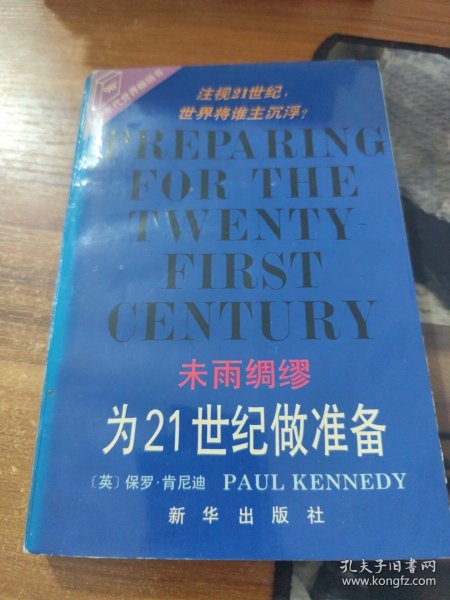 注视21世纪，
世界将谁主沉浮？
PREPARING
FOR THE
TWENTY-
FIRST
CENTURY
未雨绸缪
为21世纪做准备
〔英〕保罗·肯尼迪 PAUL KENNEDY
新华出版社
孔夫子旧书网
www.kongfz.com